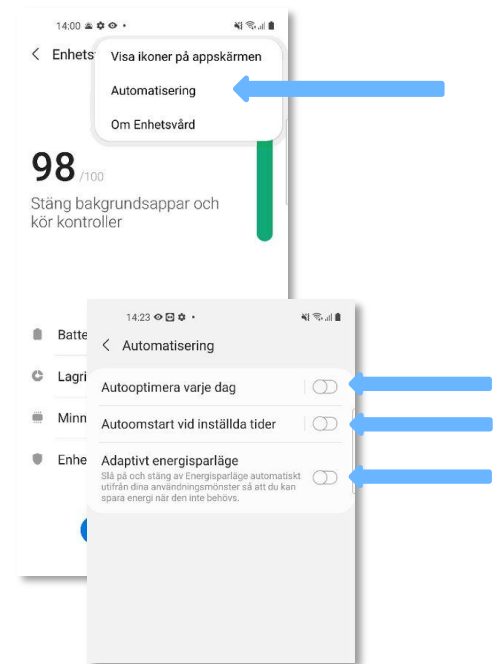 14:00
Enhets
Visa ikoner på appskärmen
Automatisering
Om Enhetsvård
98 /100
Stäng bakgrundsappar och
kör kontroller
Batte
Lagri
Minn
Enhe
14:23
Automatisering
Autooptimera varje dag
Autoomstart vid inställda tider
Adaptivt energisparläge
Slå på och stäng av Energisparläge automatiskt
utifrån dina användningsmönster så att du kan
spara energi när den inte behövs.